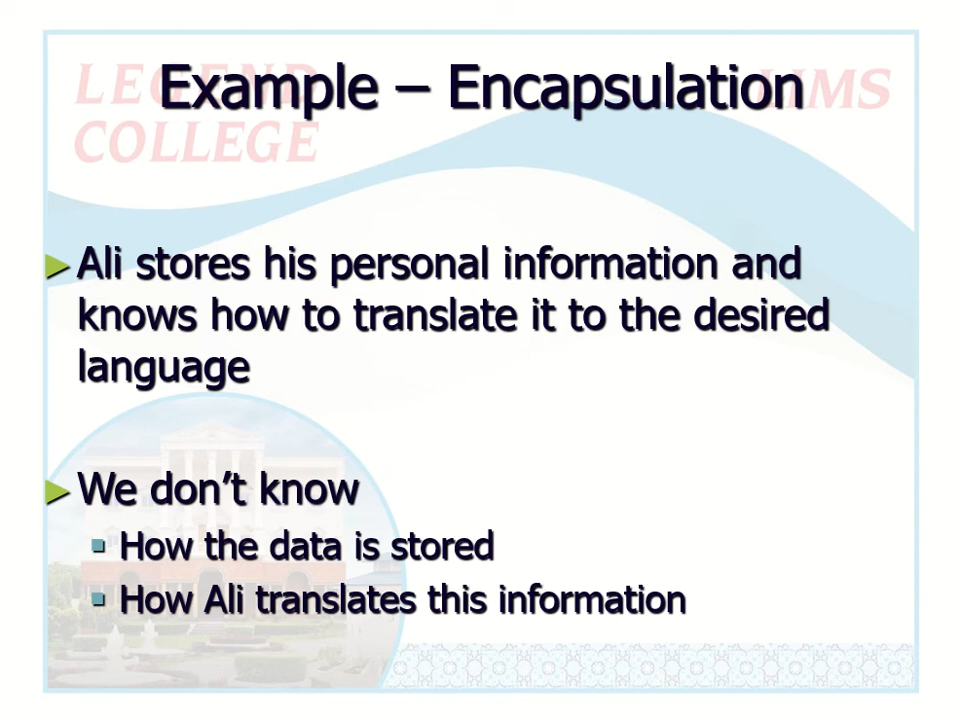 LEGEND
COLLEGE
LIMS
Example – Encapsulation
► Ali stores his personal information and
knows how to translate it to the desired
language
► We don’t know
▪ How the data is stored
▪ How Ali translates this information